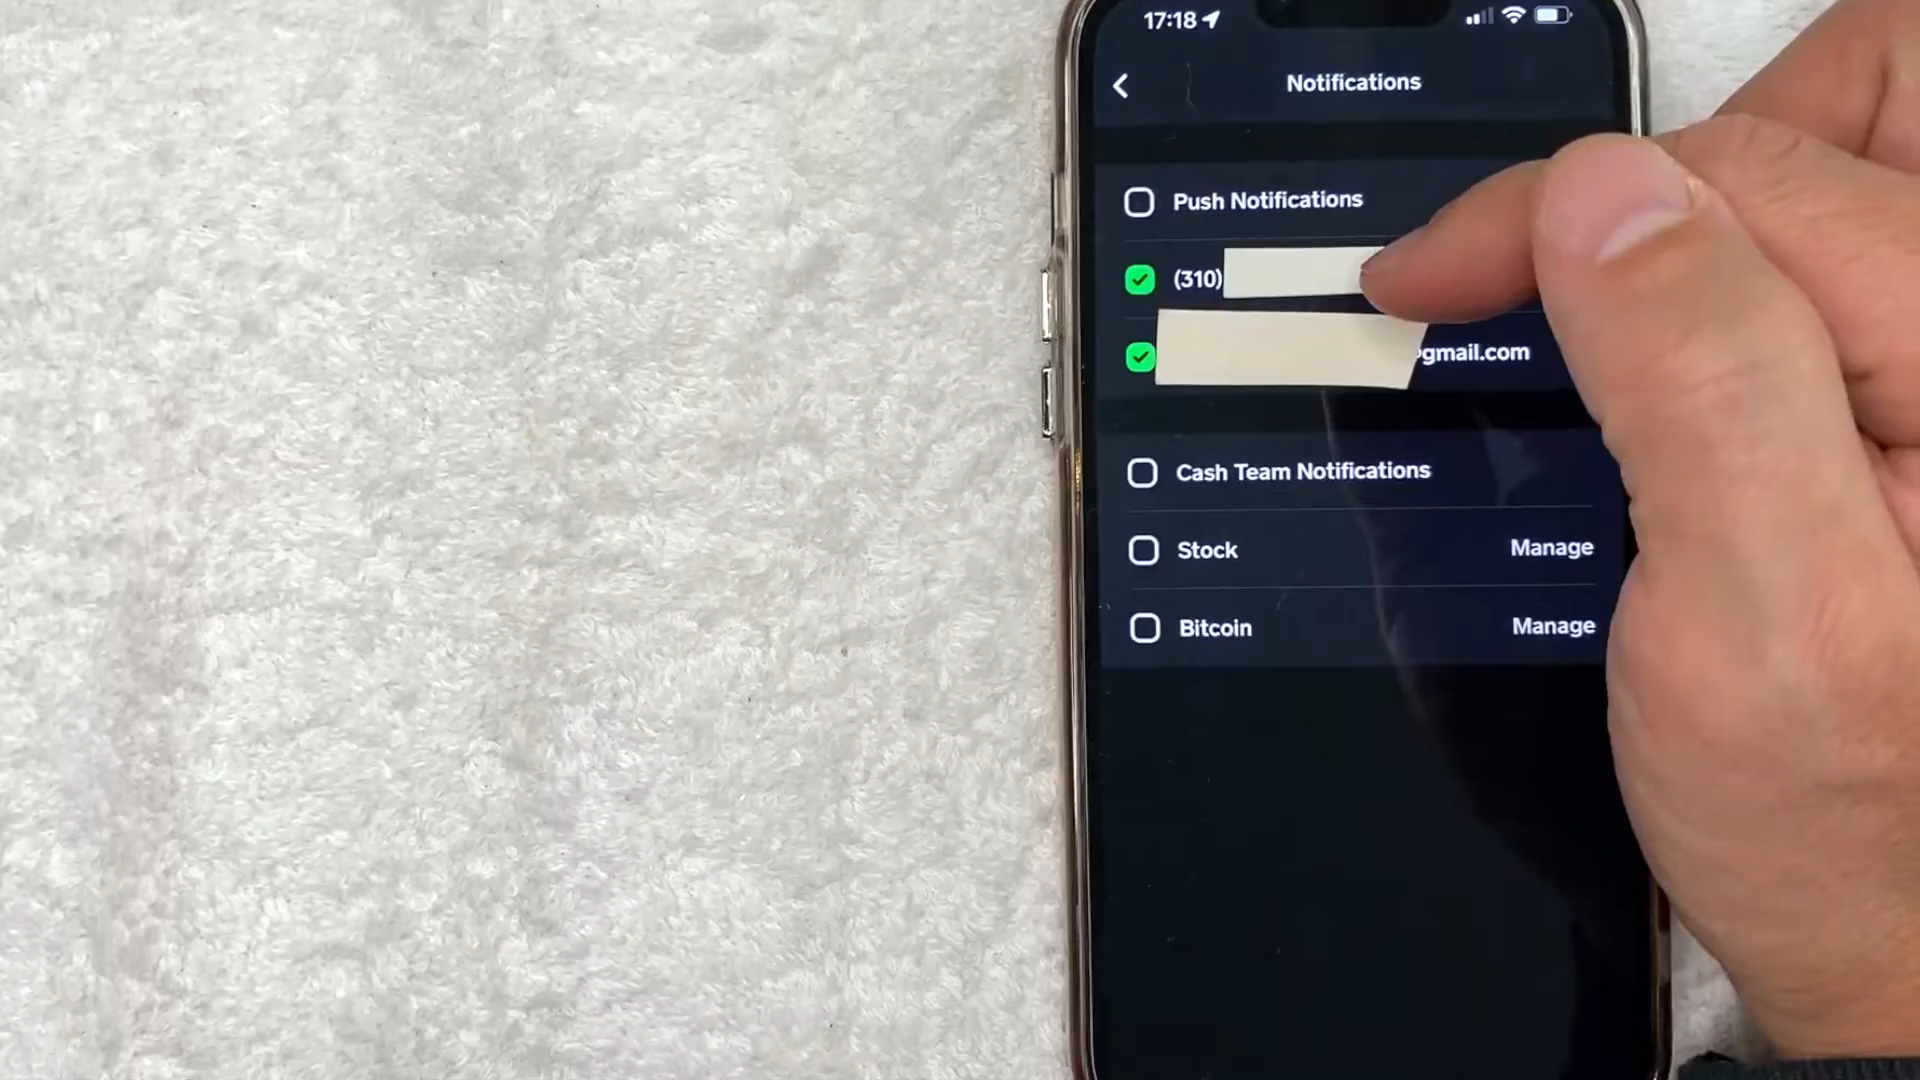 17:18
Notifications
Push Notifications
(310)
gmail.com
Cash Team Notifications
Stock Manage
Bitcoin Manage